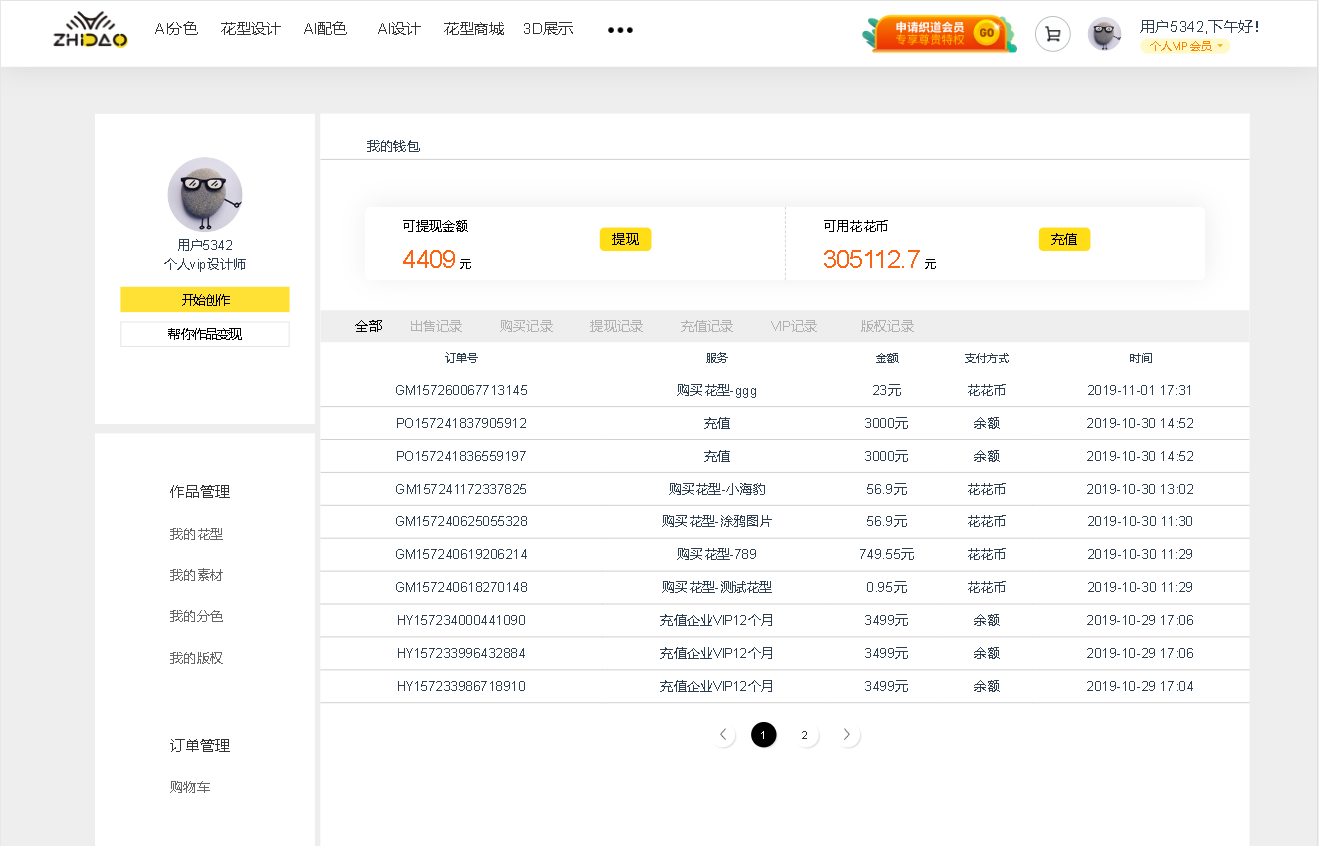 ZHIDAO AI分色 花型设计 AI配色 AI设计 花型商城 3D展示 •••
申请织道会员
专享尊贵特权 GO
用户5342,下午好!
个人VIP会员
用户5342
个人vip设计师
开始创作
帮你作品变现
作品管理
我的花型
我的素材
我的分色
我的版权
订单管理
购物车
我的钱包
可提现金额
4409 元
提现
可用花花币
305112.7 元
充值
全部 出售记录 购买记录 提现记录 充值记录 VIP记录 版权记录
订单号 服务 金额 支付方式 时间
GM157260067713145 购买花型-ggg 23元 花花币 2019-11-01 17:31
PO157241837905912 充值 3000元 余额 2019-10-30 14:52
PO157241836559197 充值 3000元 余额 2019-10-30 14:52
GM157241172337825 购买花型-小海豹 56.9元 花花币 2019-10-30 13:02
GM157240625055328 购买花型-涂鸦图片 56.9元 花花币 2019-10-30 11:30
GM157240619206214 购买花型-789 749.55元 花花币 2019-10-30 11:29
GM157240618270148 购买花型-测试花型 0.95元 花花币 2019-10-30 11:29
HY157234000441090 充值企业VIP12个月 3499元 余额 2019-10-29 17:06
HY157233996432884 充值企业VIP12个月 3499元 余额 2019-10-29 17:06
HY157233986718910 充值企业VIP12个月 3499元 余额 2019-10-29 17:04
1 2